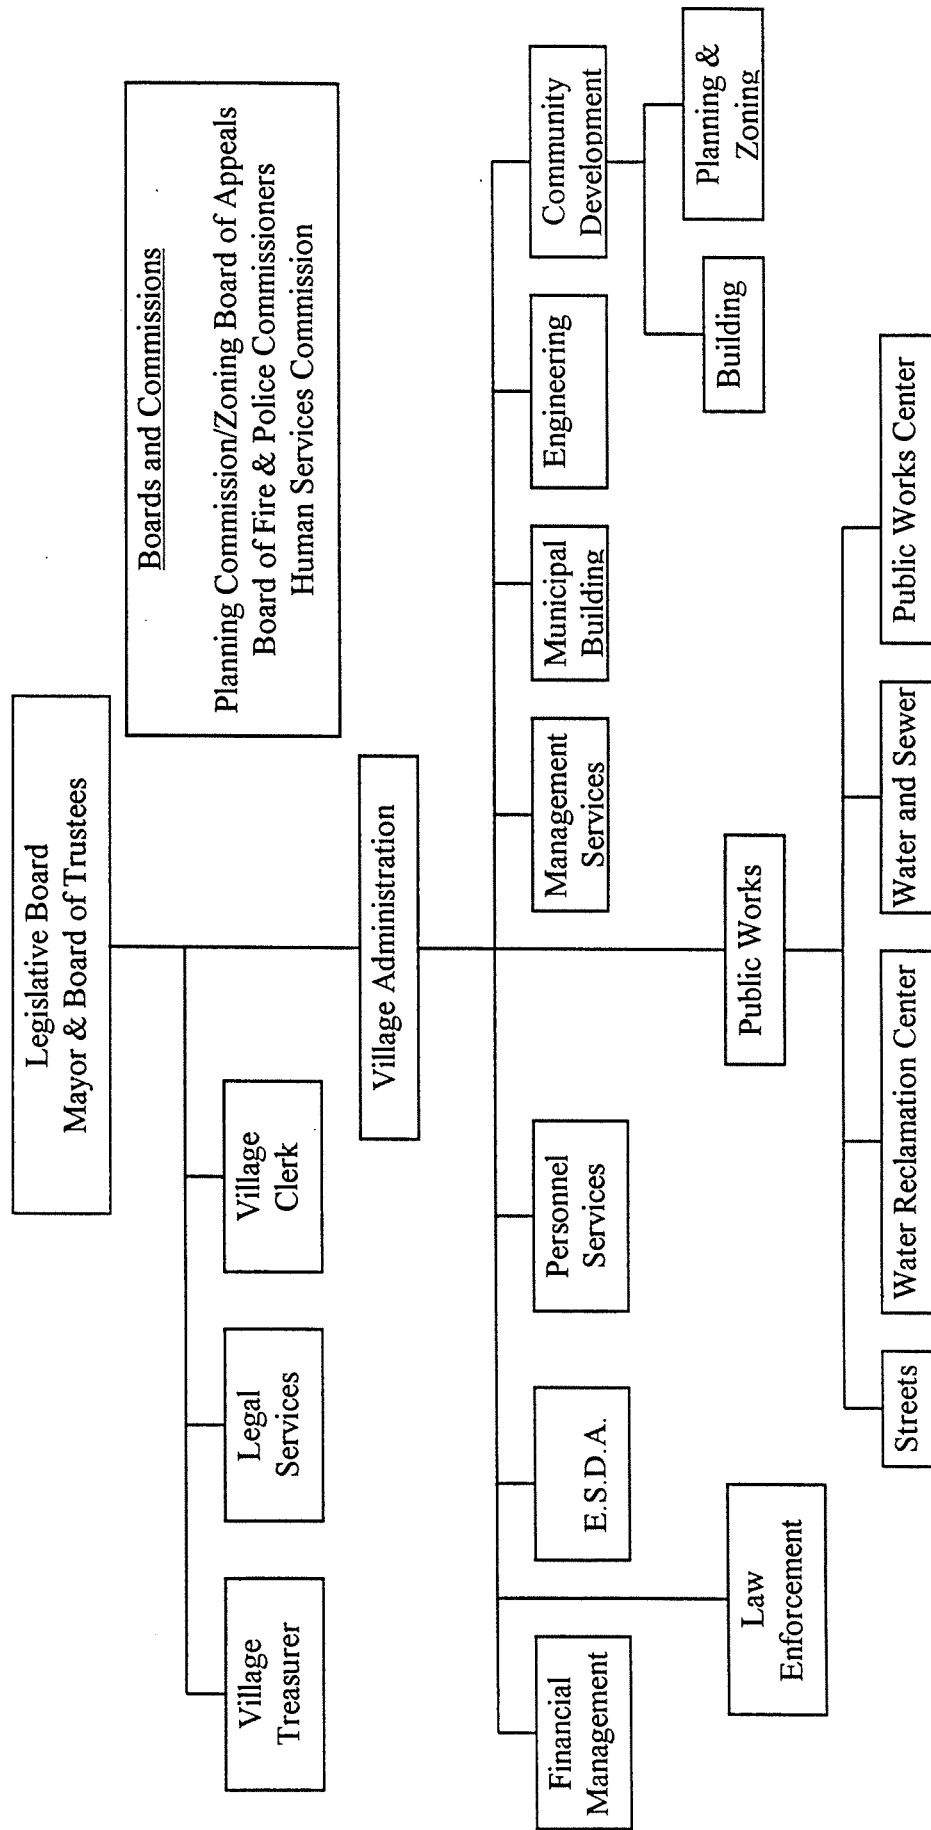 Legislative Board
Mayor & Board of Trustees
Boards and Commissions
Planning Commission/Zoning Board of Appeals
Board of Fire & Police Commissioners
Human Services Commission
Village
Treasurer
Legal
Services
Village
Clerk
Village Administration
Financial
Management
E.S.D.A.
Personnel
Services
Management
Services
Municipal
Building
Engineering
Community
Development
Law
Enforcement
Public Works
Building
Planning &
Zoning
Streets
Water Reclamation Center
Water and Sewer
Public Works Center